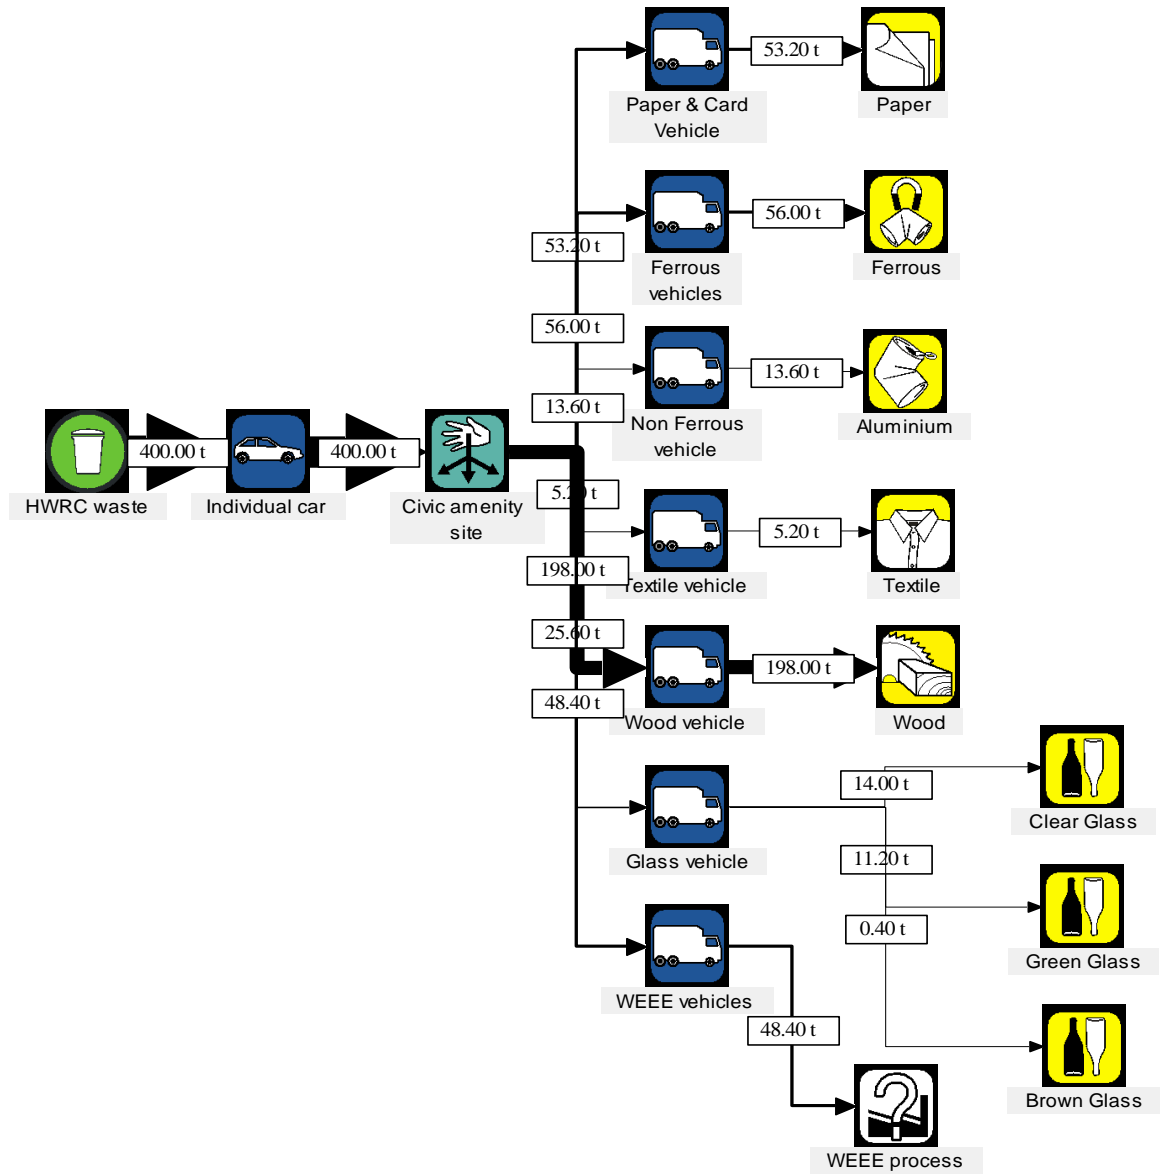 53.20 t
Paper & Card
Vehicle
Paper
56.00 t
53.20 t
Ferrous
vehicles
Ferrous
56.00 t
13.60 t
13.60 t
Non Ferrous
vehicle
Aluminium
400.00 t
400.00 t
HWRC waste
Individual car
Civic amenity
site
5.20 t
5.20 t
198.00 t
Textile vehicle
Textile
25.60 t
198.00 t
48.40 t
Wood vehicle
Wood
14.00 t
Clear Glass
Glass vehicle
11.20 t
0.40 t
Green Glass
WEEE vehicles
48.40 t
Brown Glass
WEEE process